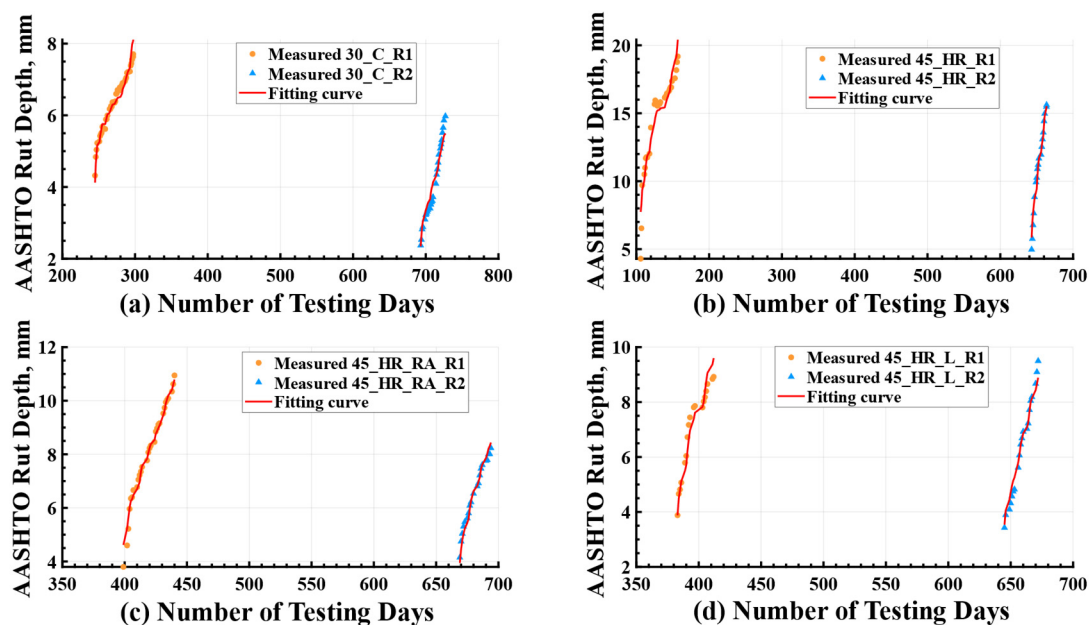 AASHTO Rut Depth, mm
8
6
4
2
Measured 30_C_R1
Measured 30_C_R2
Fitting curve
200 300 400 500 600 700 800
(a) Number of Testing Days
AASHTO Rut Depth, mm
20
15
10
5
Measured 45_HR_R1
Measured 45_HR_R2
Fitting curve
100 200 300 400 500 600 700
(b) Number of Testing Days
AASHTO Rut Depth, mm
12
10
8
6
4
Measured 45_HR_RA_R1
Measured 45_HR_RA_R2
Fitting curve
350 400 450 500 550 600 650 700
(c) Number of Testing Days
AASHTO Rut Depth, mm
10
8
6
4
2
Measured 45_HR_L_R1
Measured 45_HR_L_R2
Fitting curve
350 400 450 500 550 600 650 700
(d) Number of Testing Days